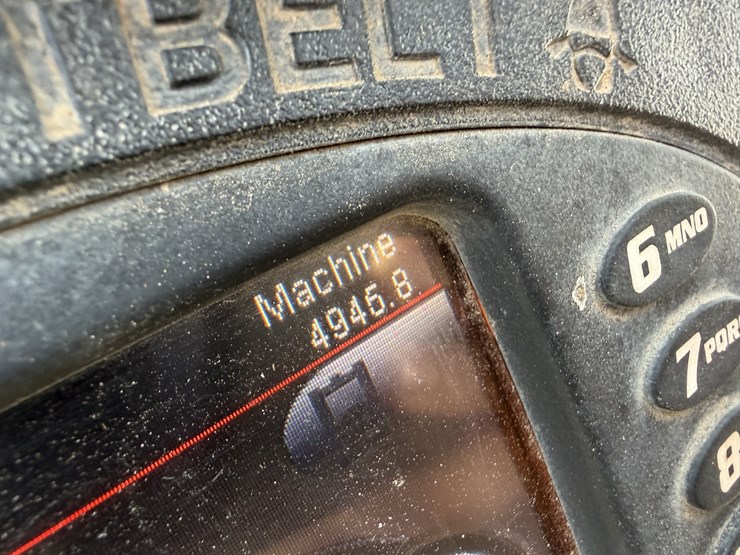 T BELT
Machine
4946.8
6 MNO
7 PQR
8